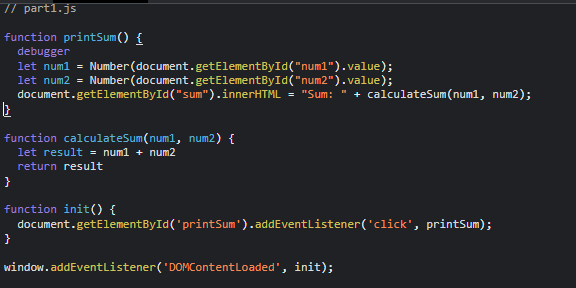 // part1.js

function printSum() {
  debugger
  let num1 = Number(document.getElementById("num1").value);
  let num2 = Number(document.getElementById("num2").value);
  document.getElementById("sum").innerHTML = "Sum: " + calculateSum(num1, num2);
}

function calculateSum(num1, num2) {
  let result = num1 + num2
  return result
}

function init() {
  document.getElementById('printSum').addEventListener('click', printSum);
}

window.addEventListener('DOMContentLoaded', init);